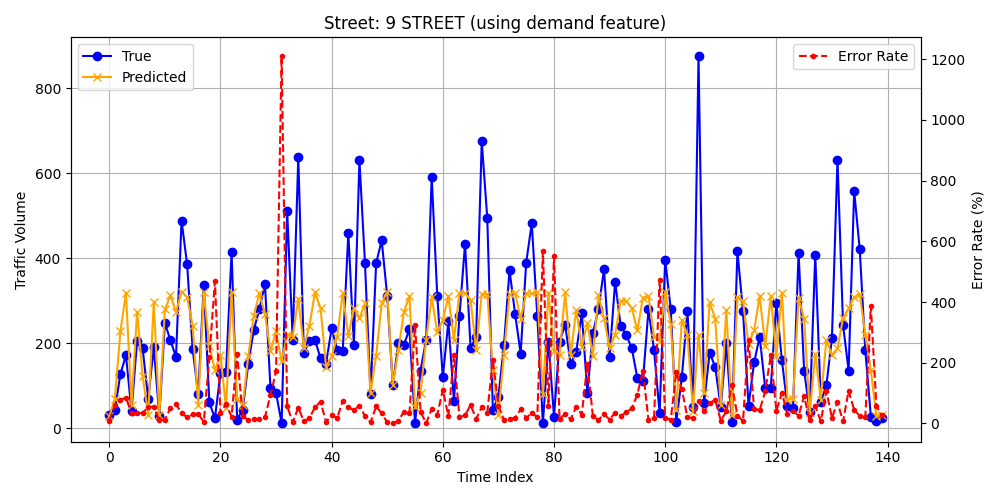 Street: 9 STREET (using demand feature)
True
Predicted
Error Rate
800
600
400
200
0
Traffic Volume
1200
1000
800
600
400
200
0
Error Rate (%)
0 20 40 60 80 100 120 140
Time Index